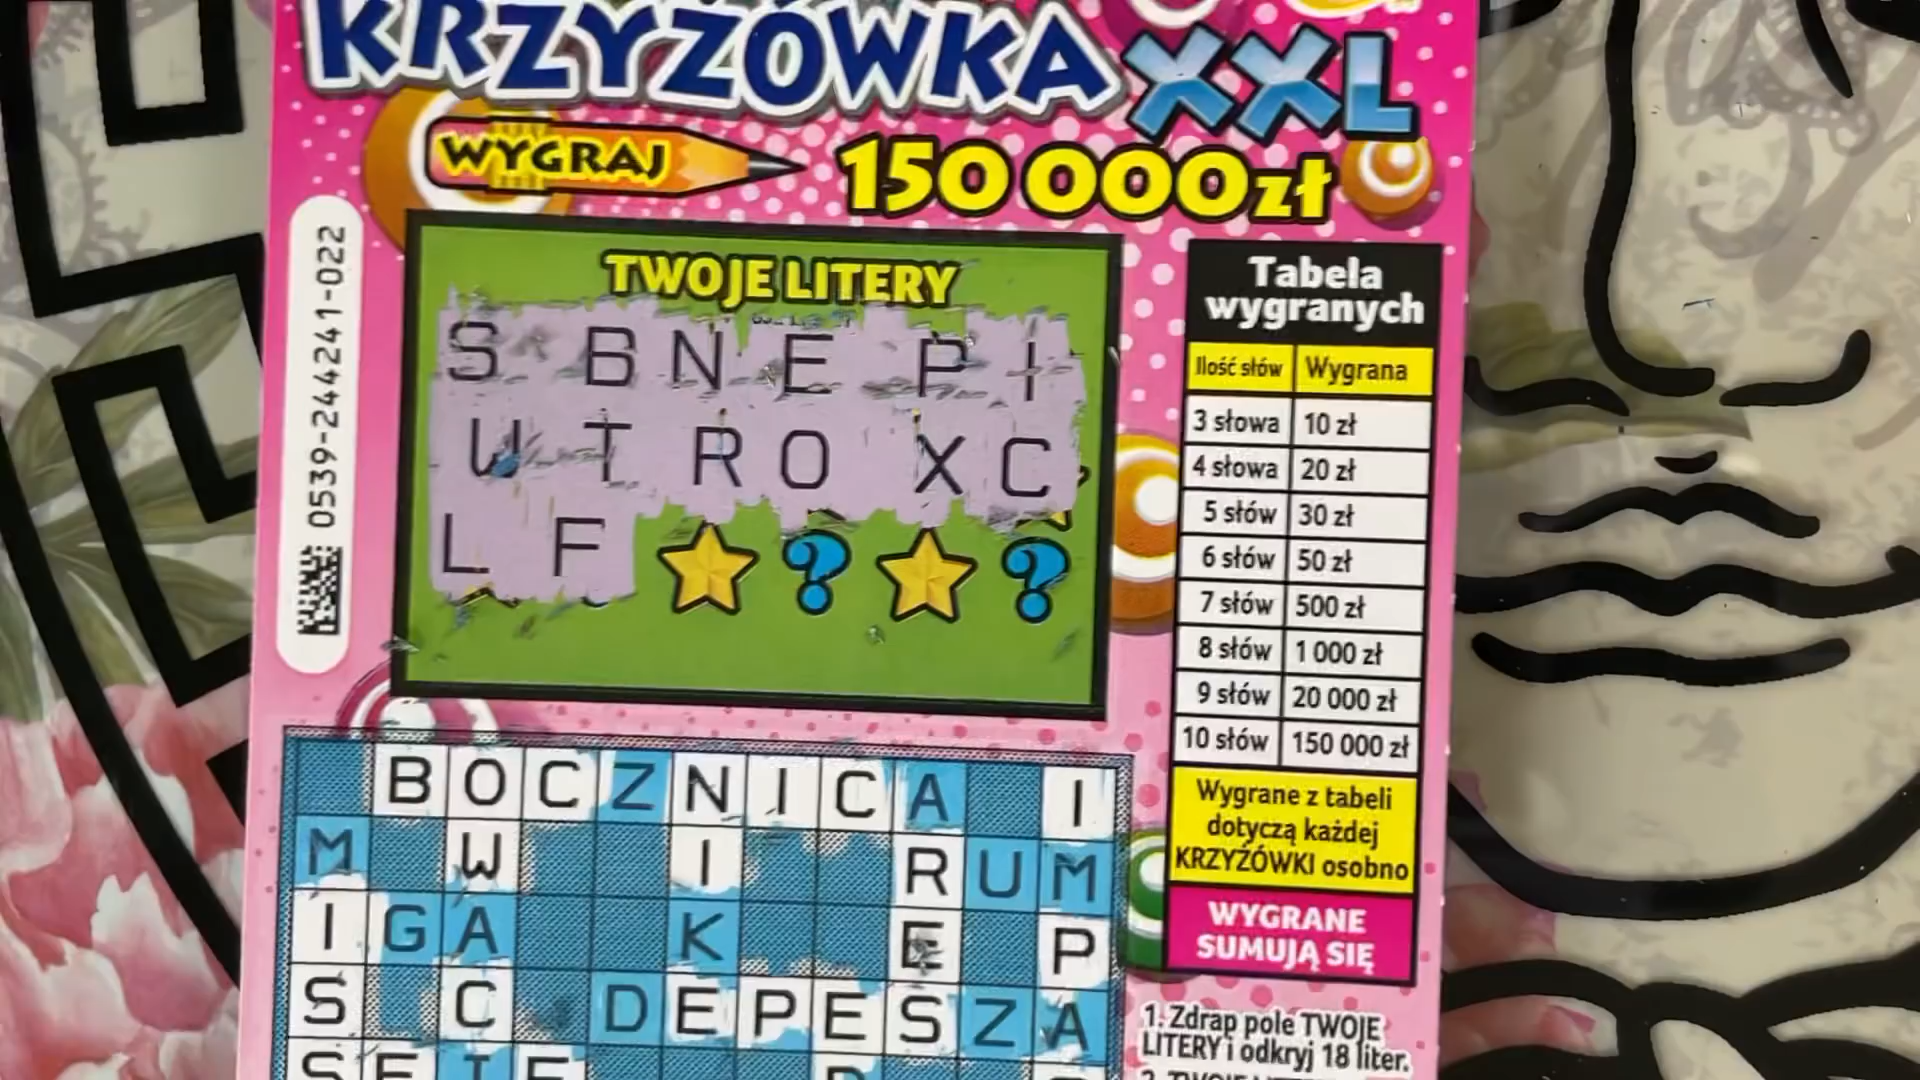 KRZYŻÓWKA XXL
WYGRAJ 150 000 zł
0539-244241-022
TWOJE LITERY
S B N E P I
W T R O X C
L F
Tabela
wygranych
Ilość słów Wygrana
3 słowa 10 zł
4 słowa 20 zł
5 słów 30 zł
6 słów 50 zł
7 słów 500 zł
8 słów 1 000 zł
9 słów 20 000 zł
10 słów 150 000 zł
Wygrane z tabeli
dotyczą każdej
KRZYŻÓWKI osobno
WYGRANE
SUMUJĄ SIĘ
BOCZNICA I
M W I R U M
I G A K E P
S C DEPESZA
1. Zdrap pole TWOJE
LITERY i odkryj 18 liter.